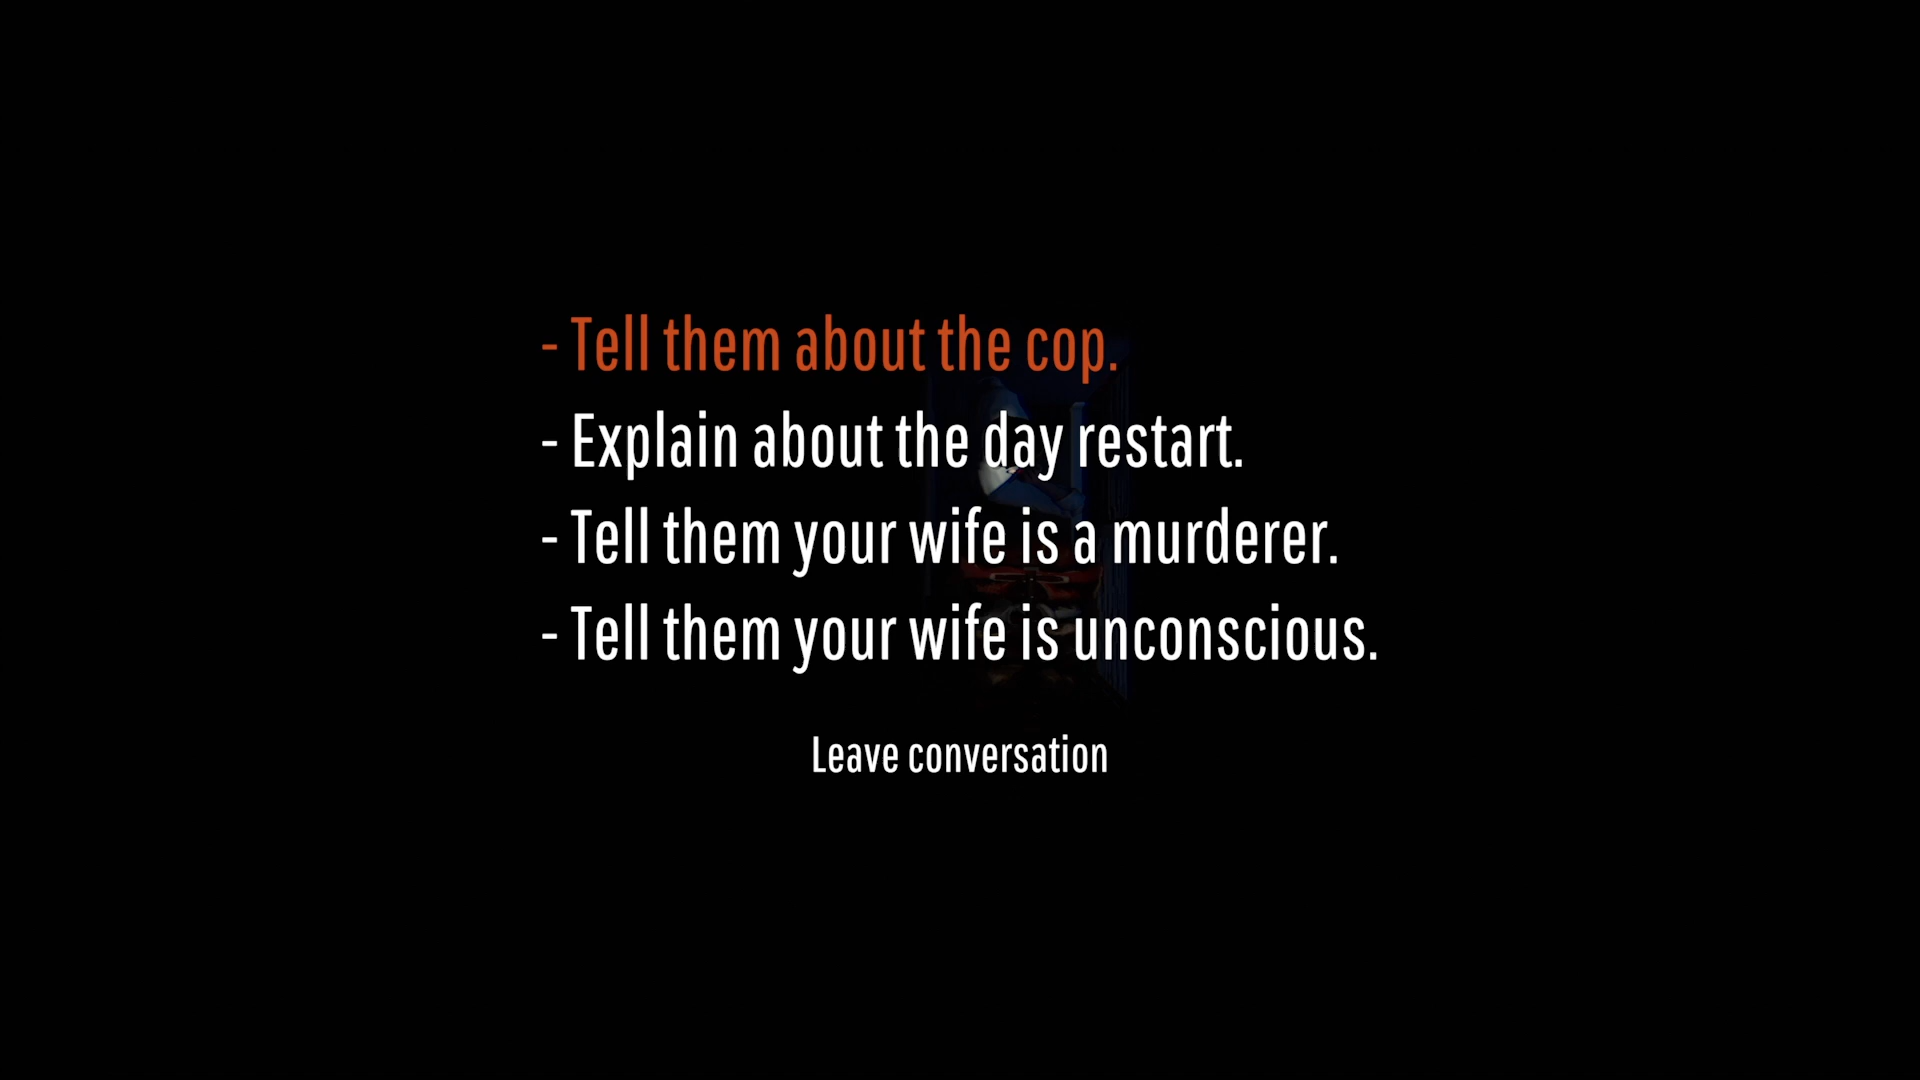 - Tell them about the cop.
- Explain about the day restart.
- Tell them your wife is a murderer.
- Tell them your wife is unconscious.
Leave conversation